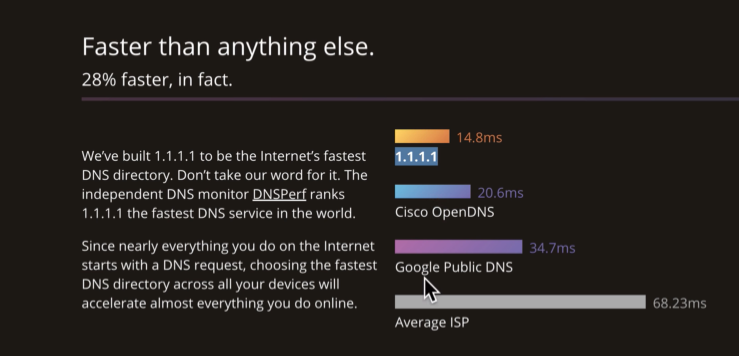 Faster than anything else.
28% faster, in fact.
We've built 1.1.1.1 to be the Internet's fastest
DNS directory. Don't take our word for it. The
independent DNS monitor DNSPerf ranks
1.1.1.1 the fastest DNS service in the world.
Since nearly everything you do on the Internet
starts with a DNS request, choosing the fastest
DNS directory across all your devices will
accelerate almost everything you do online.
14.8ms
1.1.1.1
20.6ms
Cisco OpenDNS
34.7ms
Google Public DNS
68.23ms
Average ISP